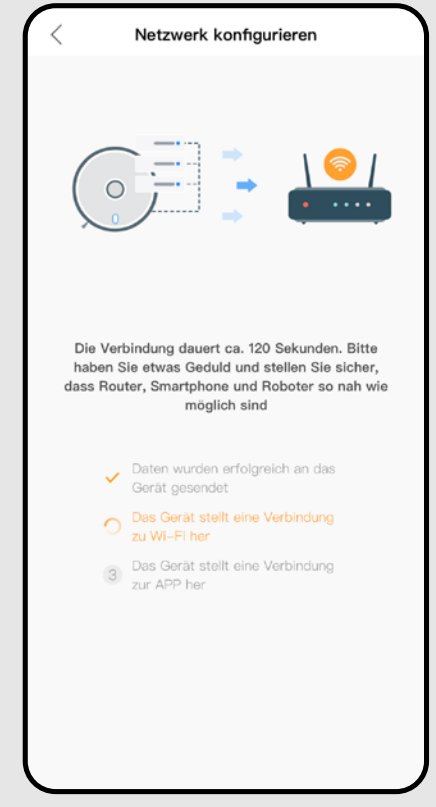 Netzwerk konfigurieren
Die Verbindung dauert ca. 120 Sekunden. Bitte
haben Sie etwas Geduld und stellen Sie sicher,
dass Router, Smartphone und Roboter so nah wie
möglich sind
Daten wurden erfolgreich an das
Gerät gesendet
Das Gerät stellt eine Verbindung
zu Wi-Fi her
3 Das Gerät stellt eine Verbindung
zur APP her